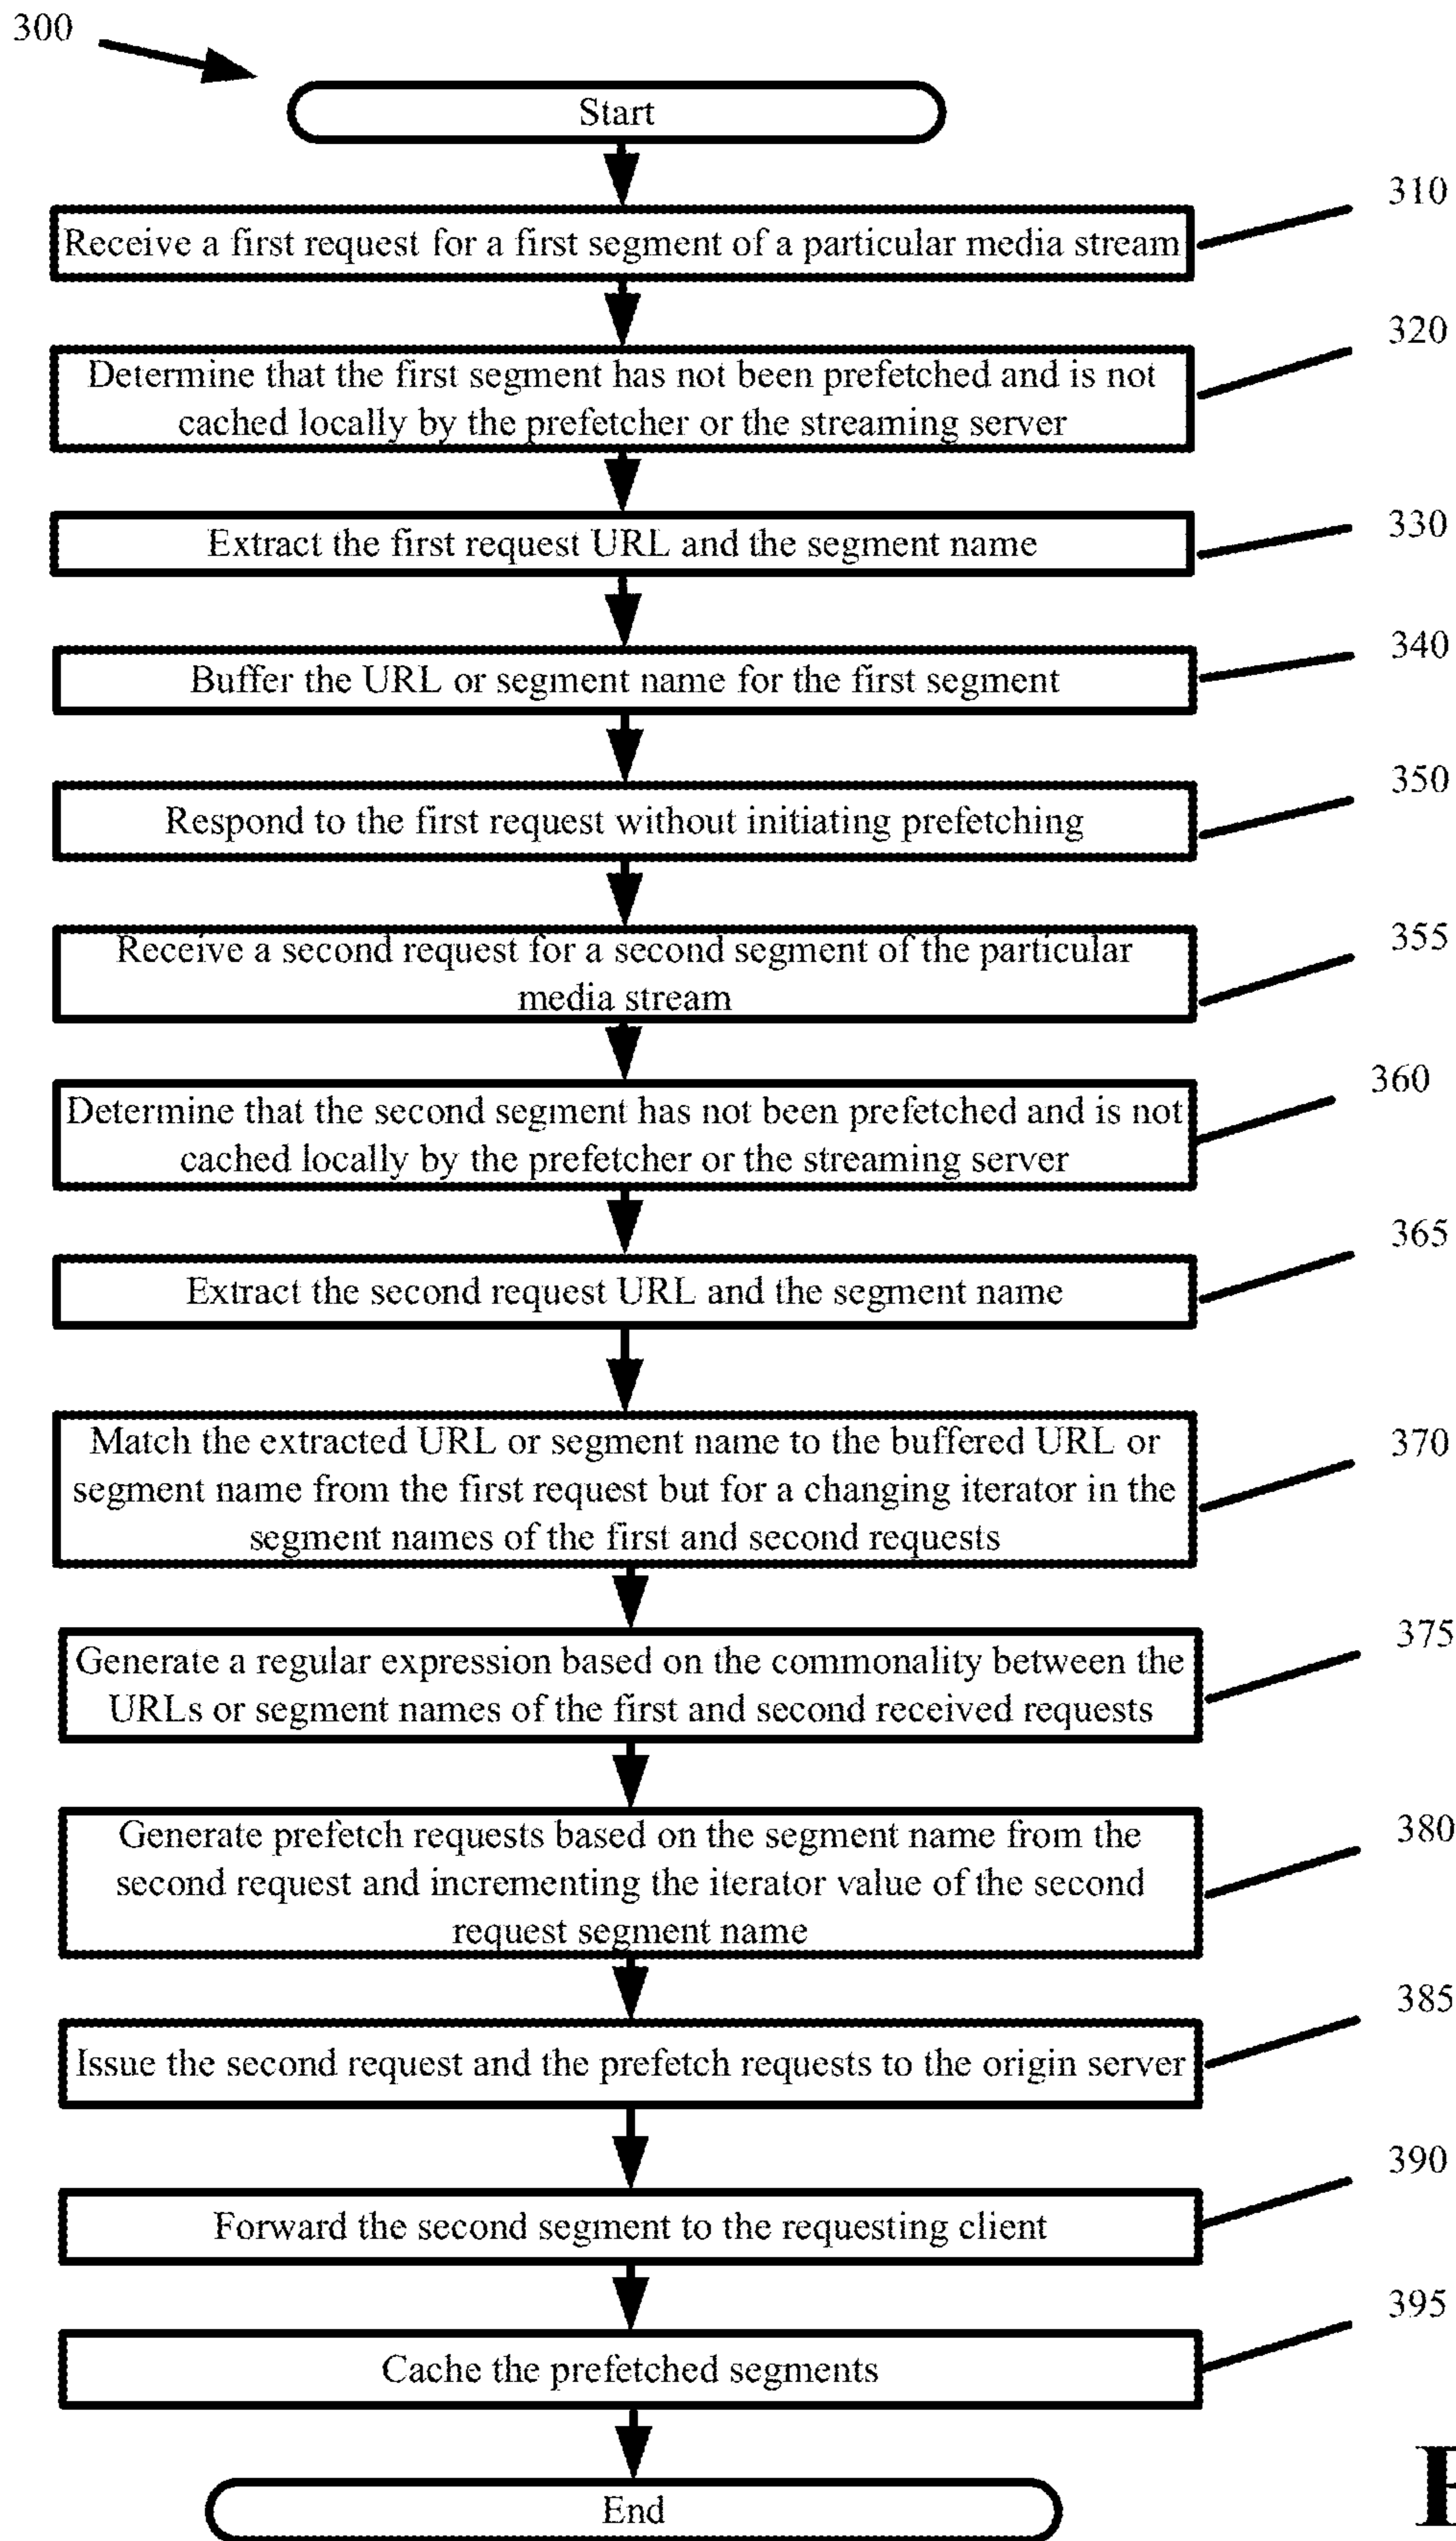 300
Start
310
Receive a first request for a first segment of a particular media stream
320
Determine that the first segment has not been prefetched and is not
cached locally by the prefetcher or the streaming server
330
Extract the first request URL and the segment name
340
Buffer the URL or segment name for the first segment
350
Respond to the first request without initiating prefetching
355
Receive a second request for a second segment of the particular
media stream
360
Determine that the second segment has not been prefetched and is not
cached locally by the prefetcher or the streaming server
365
Extract the second request URL and the segment name
370
Match the extracted URL or segment name to the buffered URL or
segment name from the first request but for a changing iterator in the
segment names of the first and second requests
375
Generate a regular expression based on the commonality between the
URLs or segment names of the first and second received requests
380
Generate prefetch requests based on the segment name from the
second request and incrementing the iterator value of the second
request segment name
385
Issue the second request and the prefetch requests to the origin server
390
Forward the second segment to the requesting client
395
Cache the prefetched segments
End